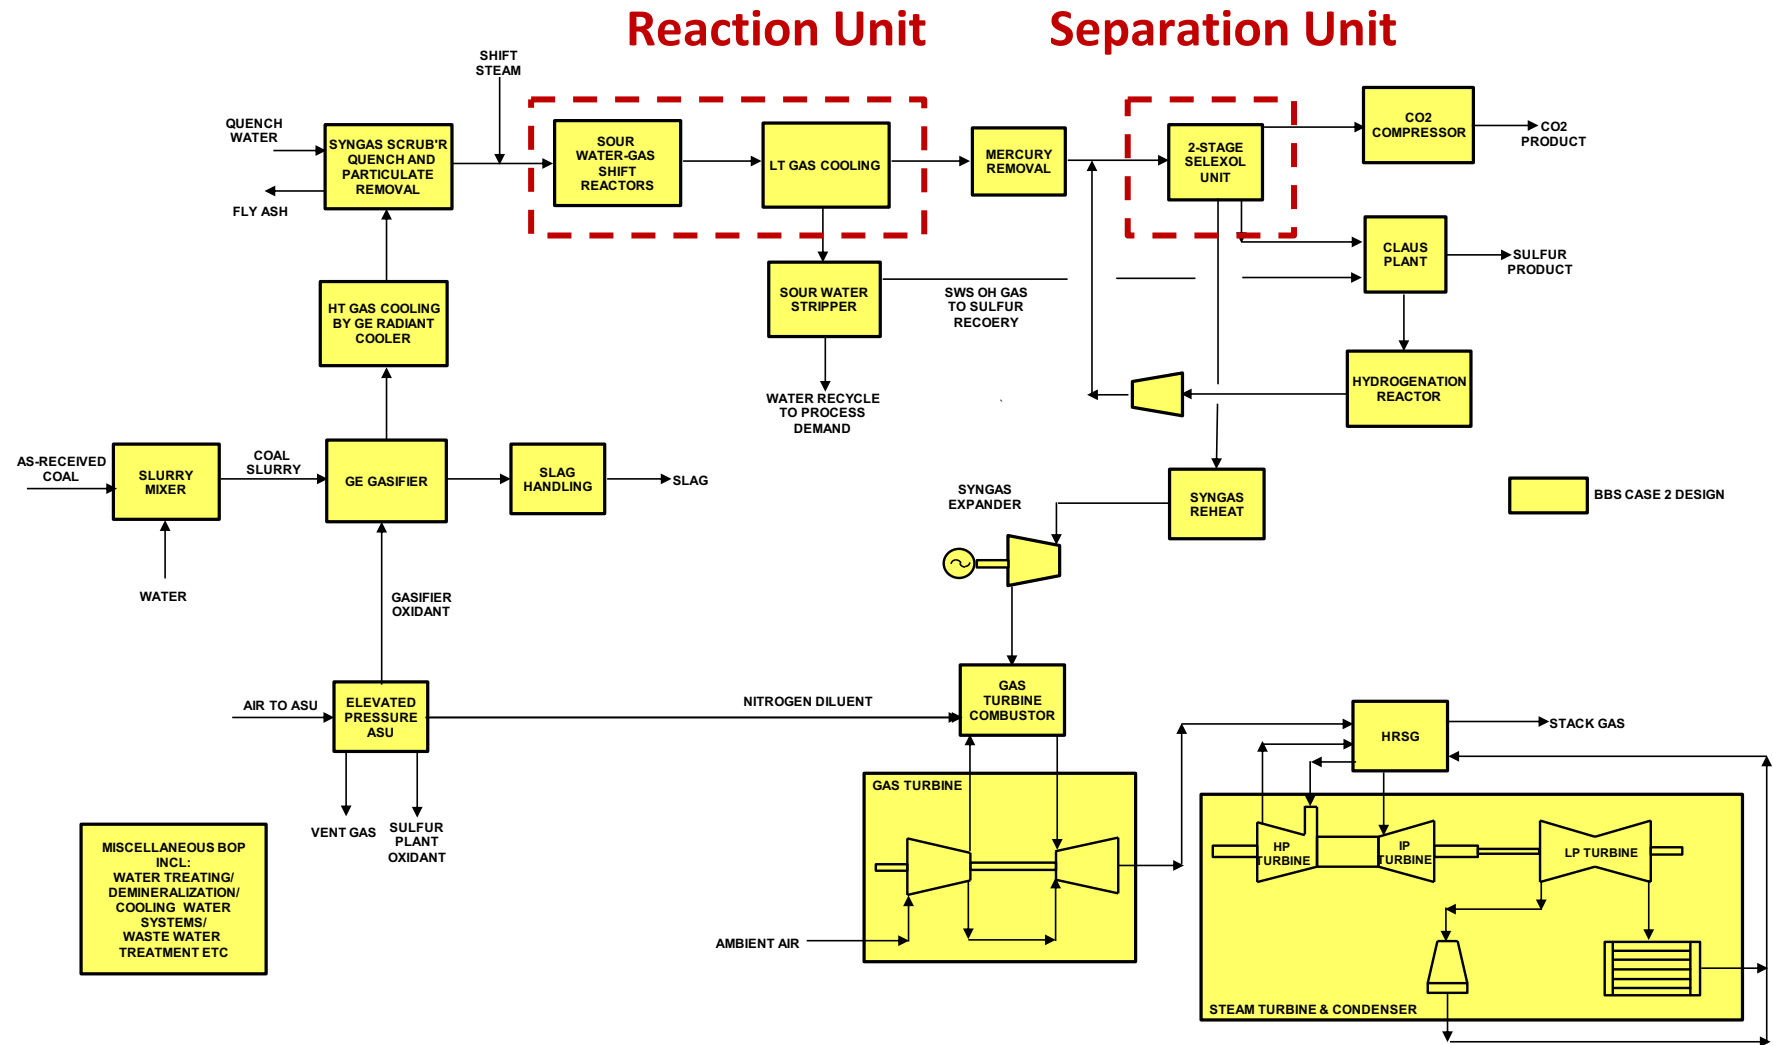 Reaction Unit
Separation Unit
SHIFT
STEAM
QUENCH
WATER
SYNGAS SCRUB'R
QUENCH AND
PARTICULATE
REMOVAL
FLY ASH
SOUR
WATER-GAS
SHIFT
REACTORS
LT GAS COOLING
MERCURY
REMOVAL
2-STAGE
SELEXOL
UNIT
CO2
COMPRESSOR
CO2
PRODUCT
CLAUS
PLANT
SULFUR
PRODUCT
HT GAS COOLING
BY GE RADIANT
COOLER
SOUR WATER
STRIPPER
SWS OH GAS
TO SULFUR
RECOERY
WATER RECYCLE
TO PROCESS
DEMAND
HYDROGENATION
REACTOR
AS-RECEIVED
COAL
SLURRY
MIXER
COAL
SLURRY
GE GASIFIER
SLAG
HANDLING
SLAG
SYNGAS
EXPANDER
SYNGAS
REHEAT
BBS CASE 2 DESIGN
WATER
GASIFIER
OXIDANT
AIR TO ASU
ELEVATED
PRESSURE
ASU
NITROGEN DILUENT
GAS
TURBINE
COMBUSTOR
HRSG
STACK GAS
VENT GAS
SULFUR
PLANT
OXIDANT
GAS TURBINE
MISCELLANEOUS BOP
INCL:
WATER TREATING/
DEMINERALIZATION/
COOLING WATER
SYSTEMS/
WASTE WATER
TREATMENT ETC
HP
TURBINE
IP
TURBINE
LP TURBINE
AMBIENT AIR
STEAM TURBINE & CONDENSER